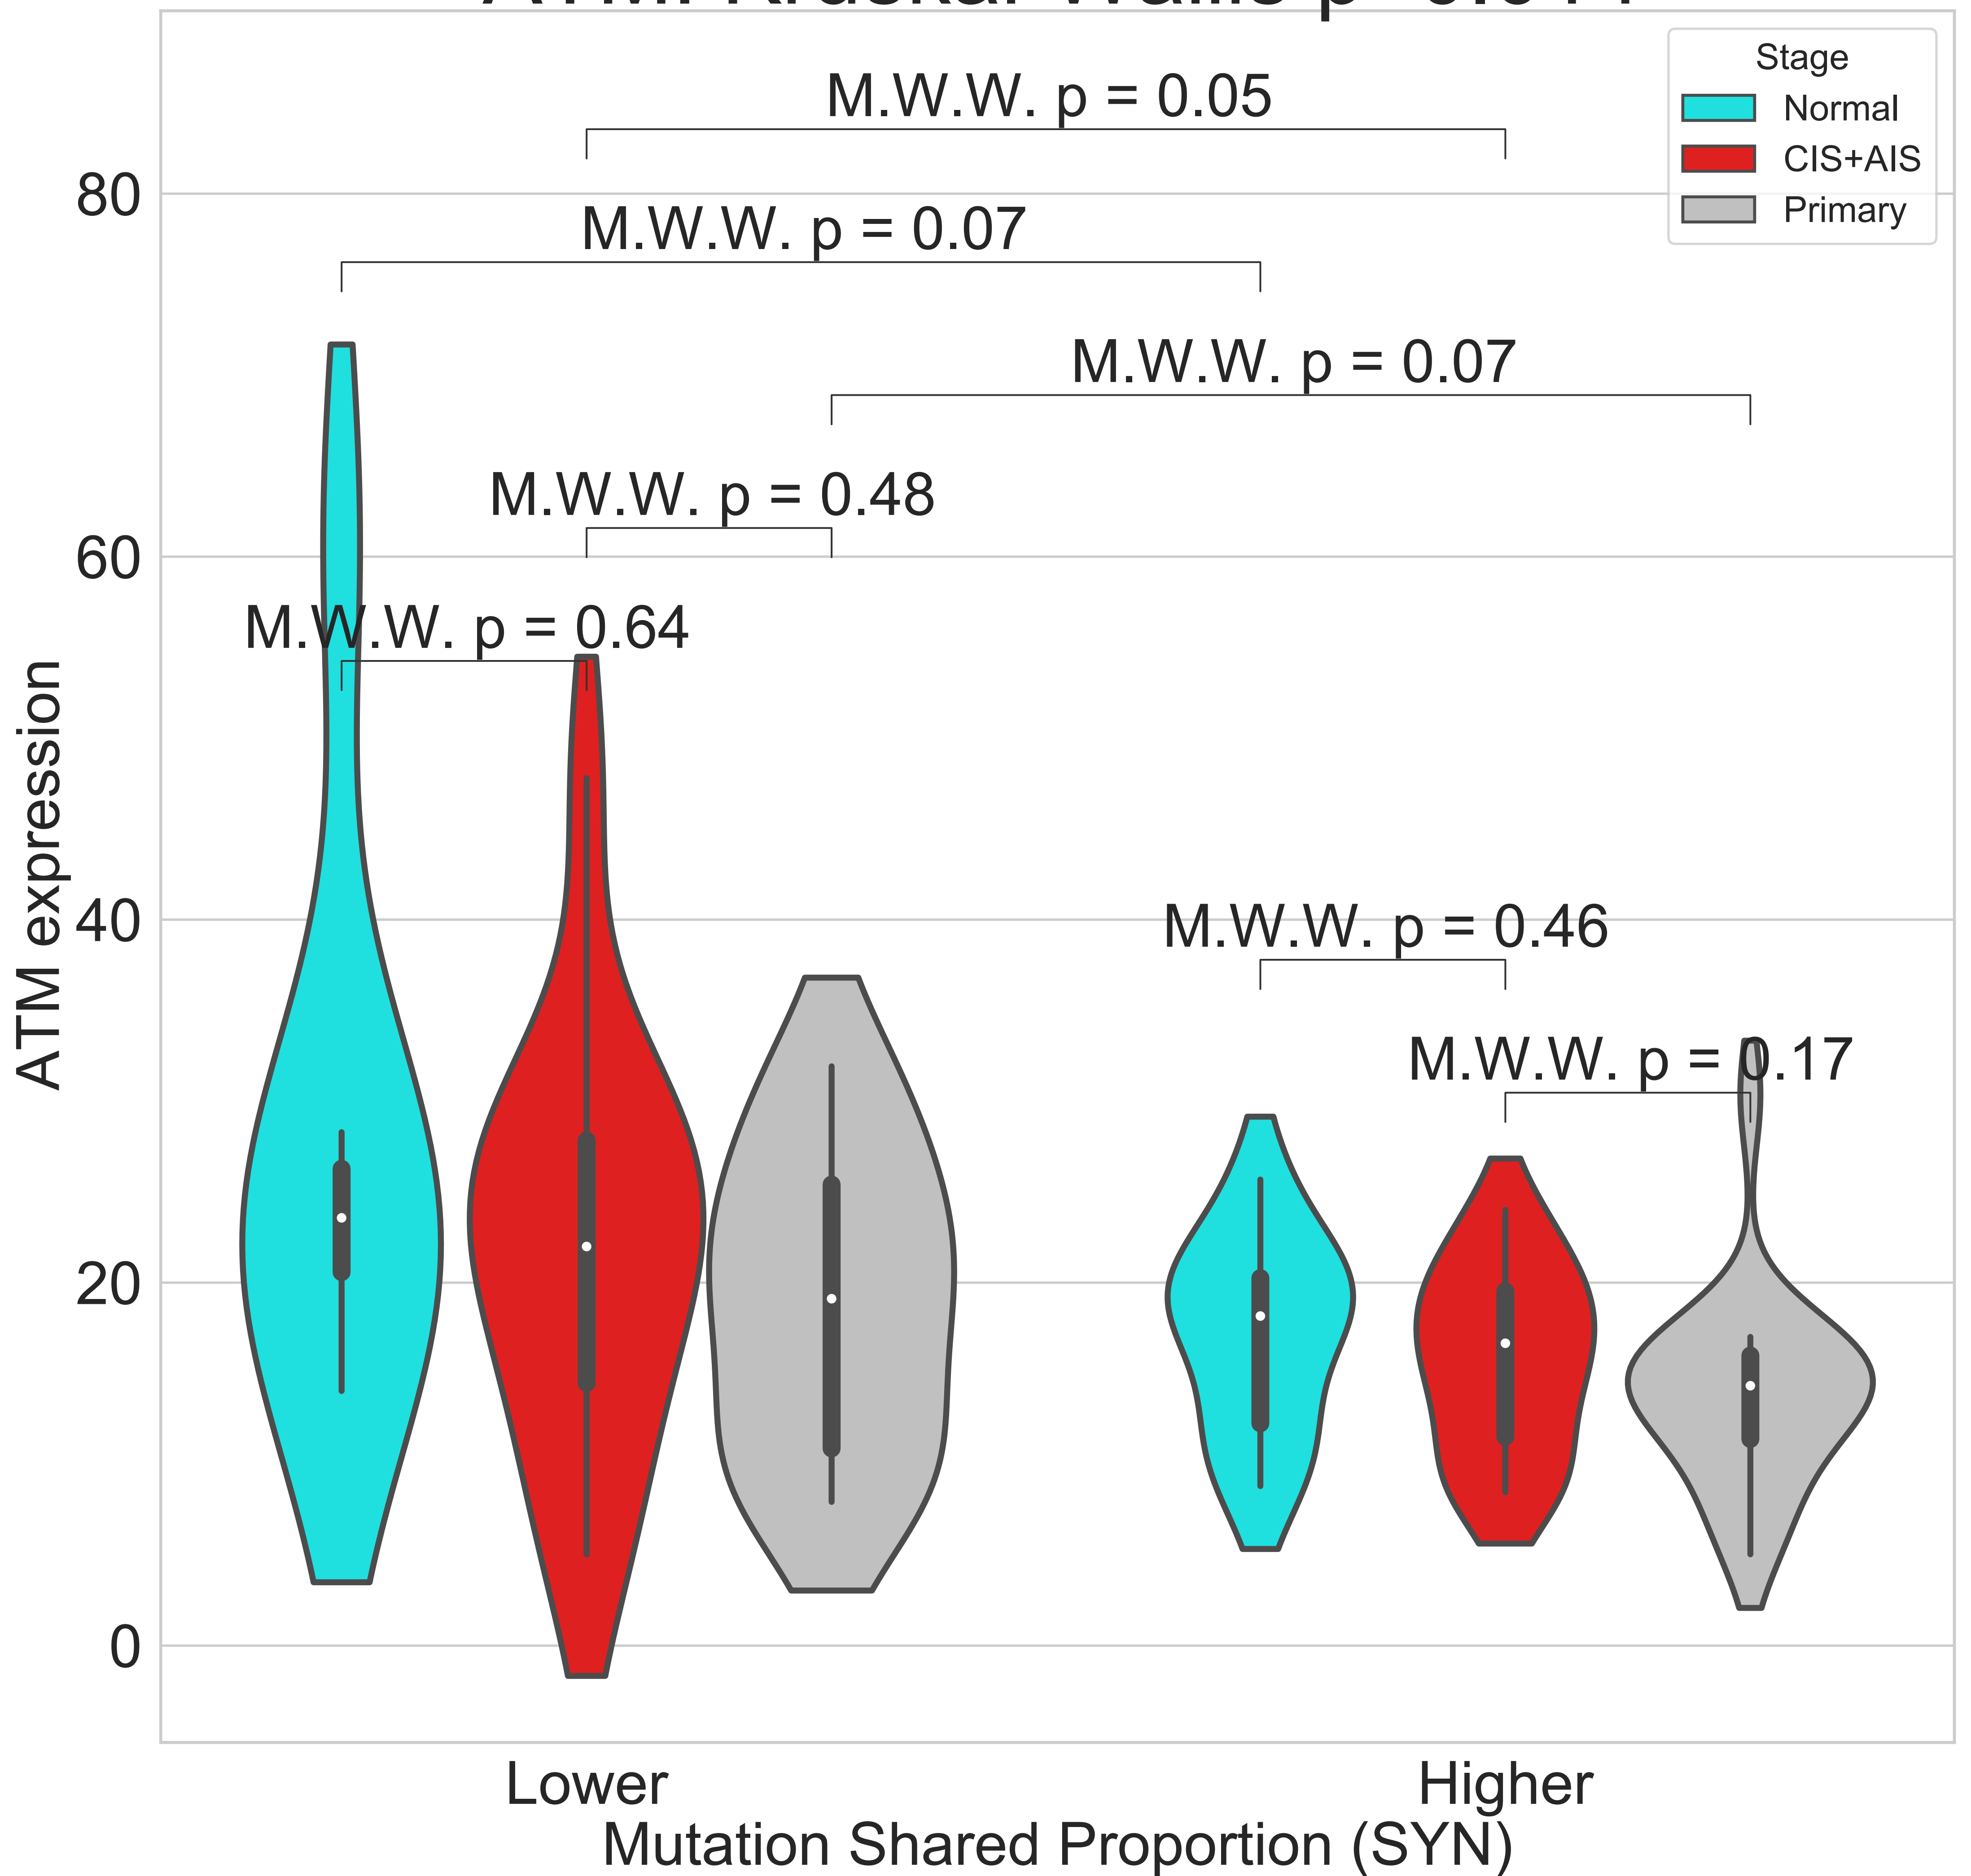 Stage
Normal
CIS+AIS
Primary
M.W.W. p = 0.05
M.W.W. p = 0.07
M.W.W. p = 0.07
M.W.W. p = 0.48
M.W.W. p = 0.64
M.W.W. p = 0.46
M.W.W. p = 0.17
80
60
40
20
0
ATM expression
Lower
Higher
Mutation Shared Proportion (SYN)